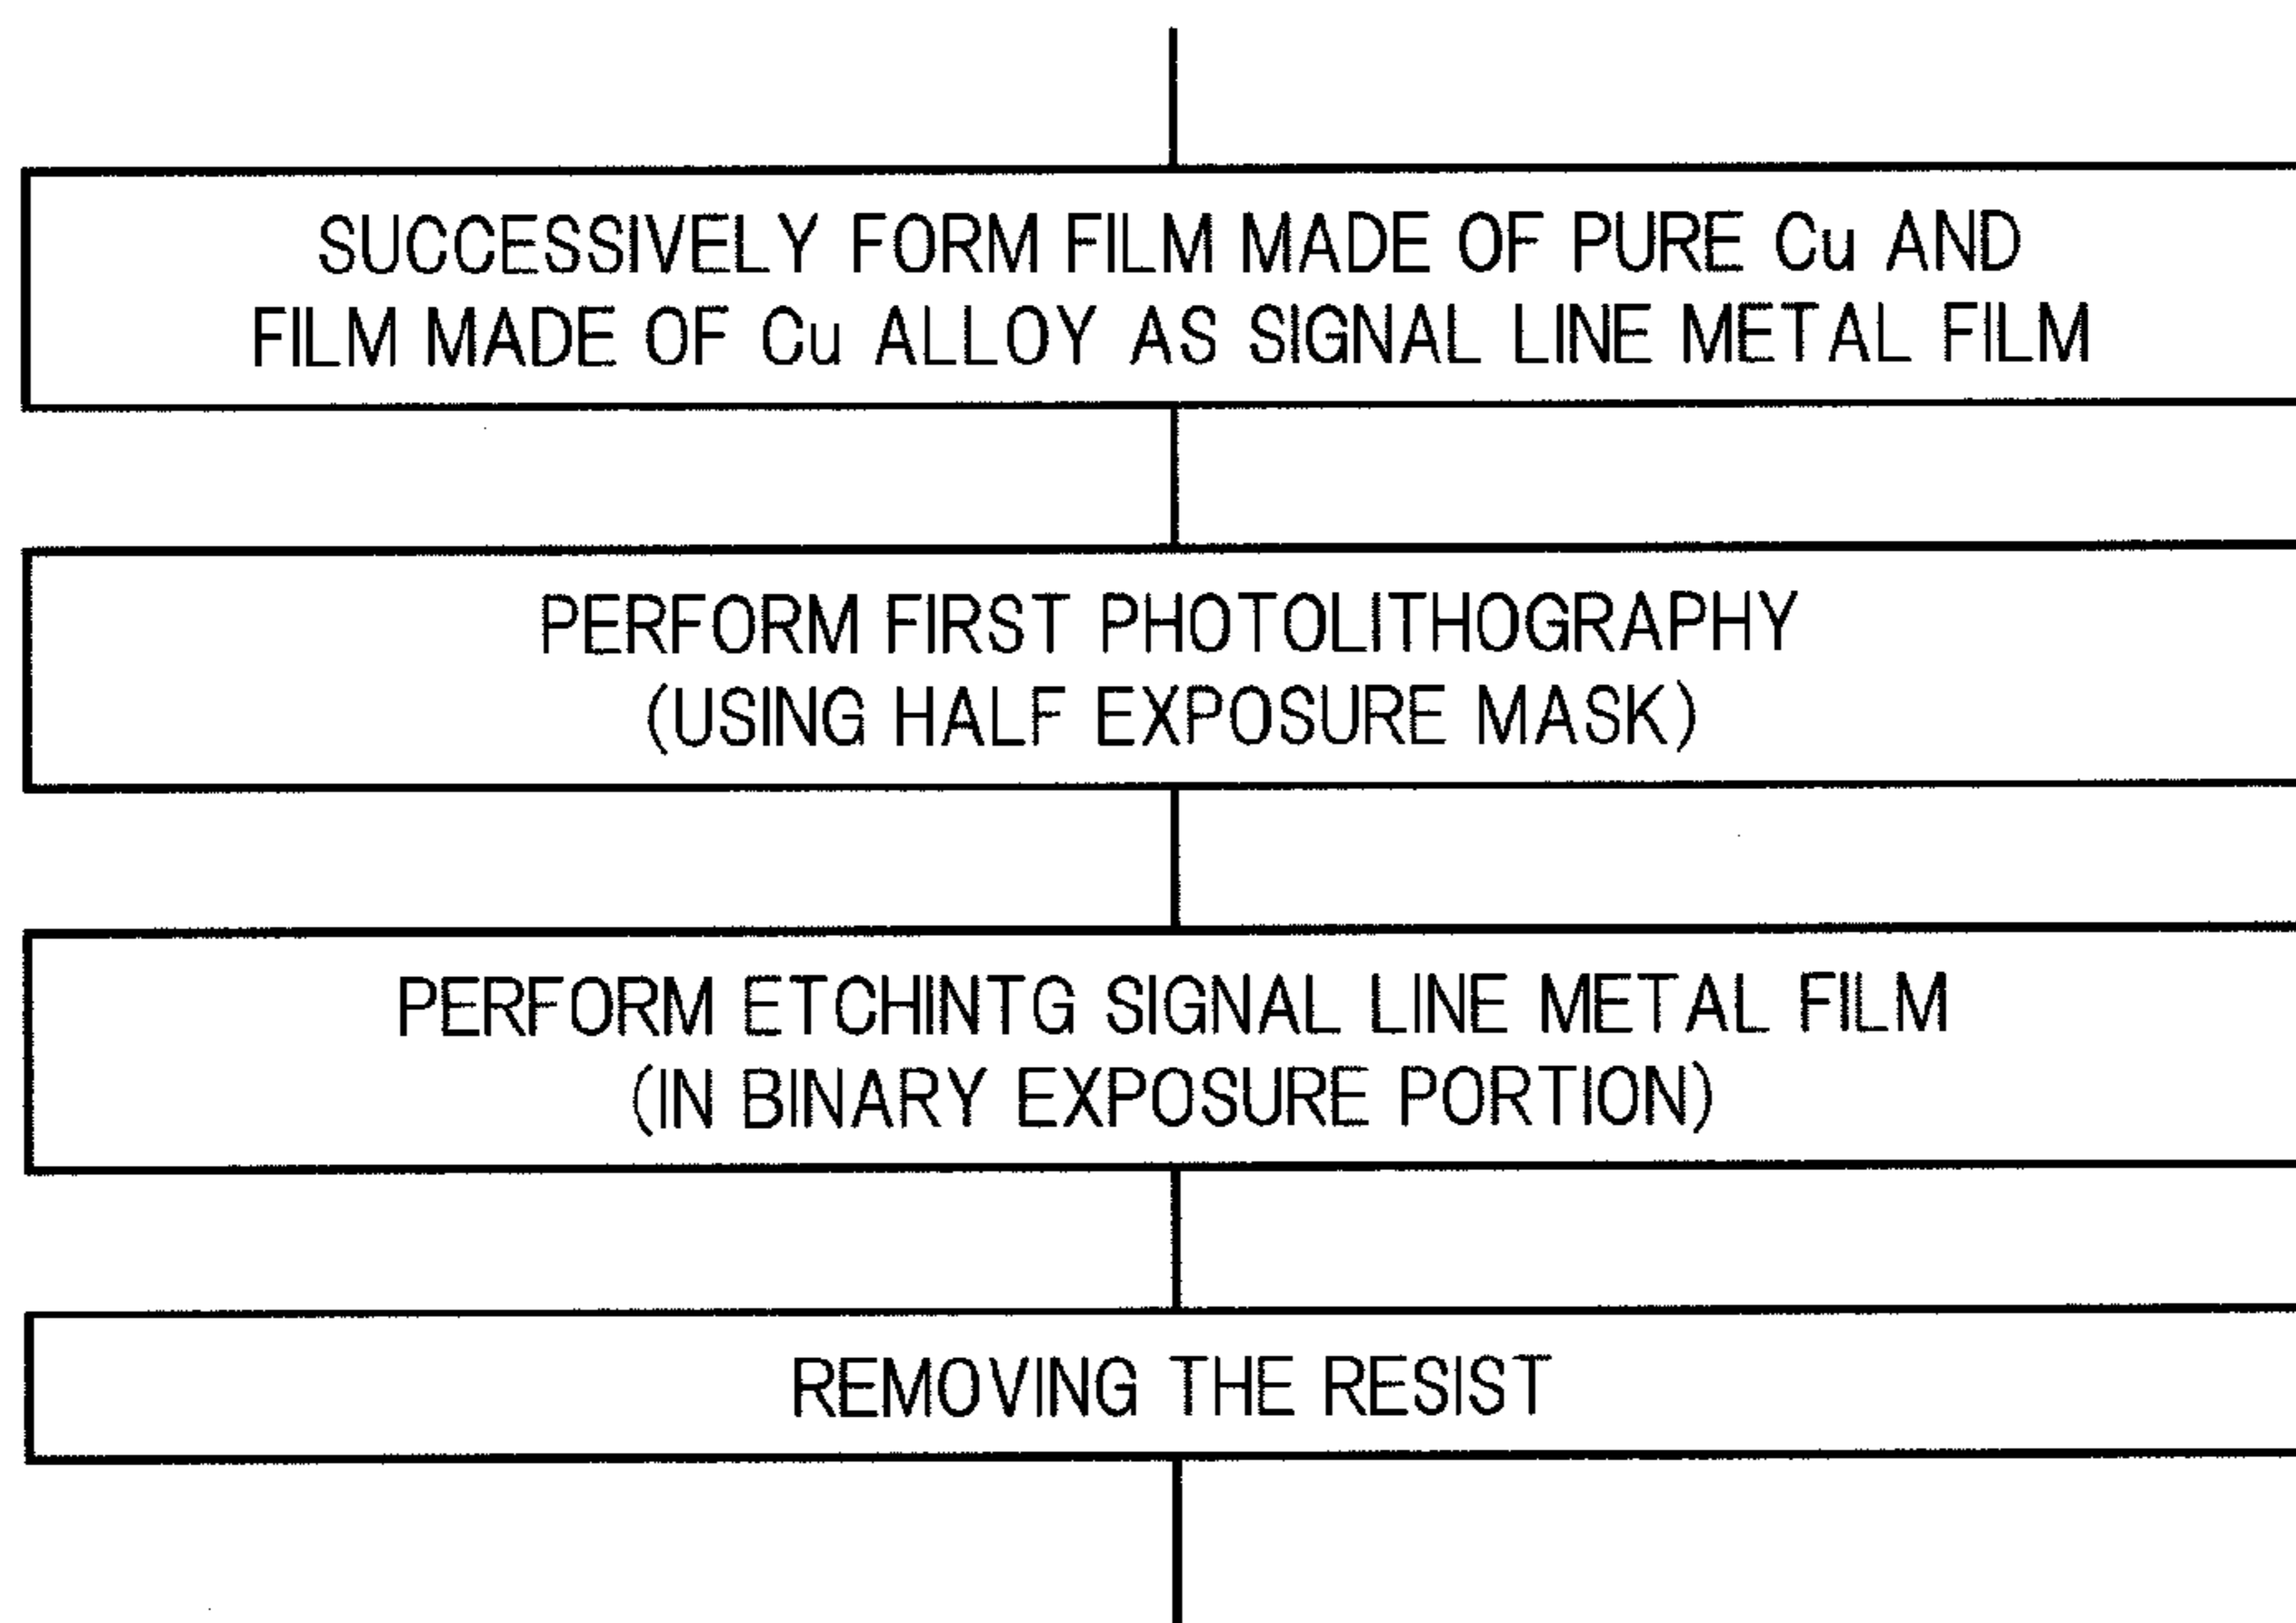 SUCCESSIVELY FORM FILM MADE OF PURE Cu AND
FILM MADE OF Cu ALLOY AS SIGNAL LINE METAL FILM
PERFORM FIRST PHOTOLITHOGRAPHY
(USING HALF EXPOSURE MASK)
PERFORM ETCHINTG SIGNAL LINE METAL FILM
(IN BINARY EXPOSURE PORTION)
REMOVING THE RESIST